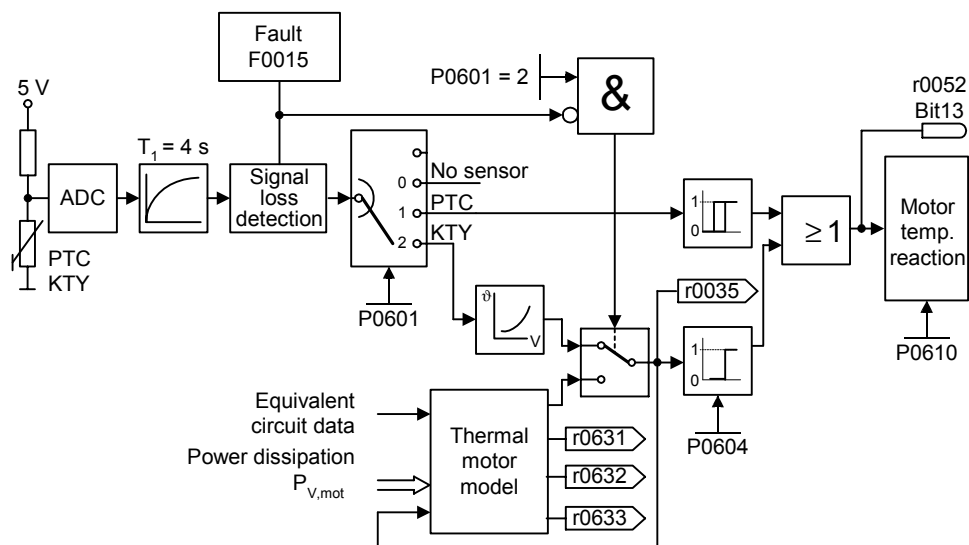 Fault
F0015
P0601 = 2
&
r0052
Bit13
5 V
T1 = 4 s
ADC
Signal
loss
detection
No sensor
0
PTC
1
KTY
2
PTC
KTY
P0601
1
0
≥ 1
Motor
temp.
reaction
ϑ
V
r0035
1
0
P0610
P0604
Equivalent
circuit data
Power dissipation
PV,mot
Thermal
motor
model
r0631
r0632
r0633